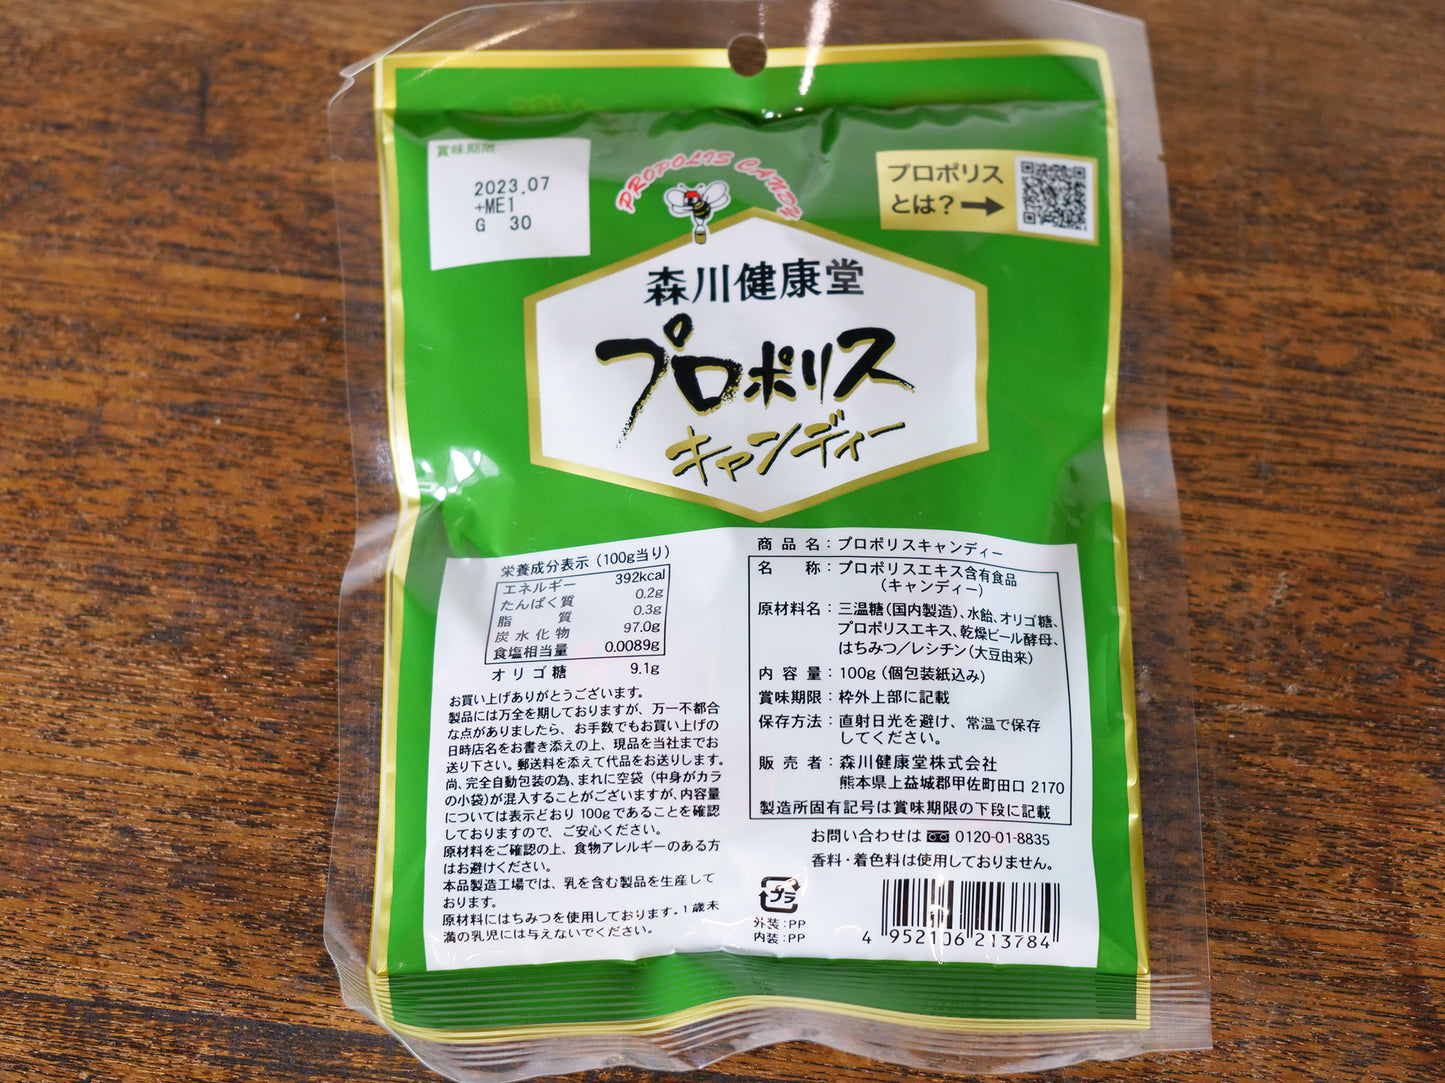 賞味期限
2023.07
+ME1
G 30
PROPOLIS CANDY
プロポリス
とは?→
森川健康堂
プロポリス
キャンディー
栄養成分表示(100g当り)
エネルギー 392kcal
たんぱく質 0.2g
脂質 0.3g
炭水化物 97.0g
食塩相当量 0.0089g
オリゴ糖 9.1g
お買い上げありがとうございます。
製品には万全を期しておりますが、万一不都合
な点がありましたら、お手数でもお買い上げの
日時店名をお書き添えの上、現品を当社までお
送り下さい。郵送料を添えて代品をお送りします。
尚、完全自動包装の為、まれに空袋(中身がカラ
の小袋)が混入することがございますが、内容量
については表示どおり100gであることを確認
しておりますので、ご安心ください。
原材料をご確認の上、食物アレルギーのある方
はお避けください。
本品製造工場では、乳を含む製品を生産して
おります。
原材料にはちみつを使用しております。1歳未
満の乳児には与えないでください。
商品名:プロポリスキャンディー
名称:プロポリスエキス含有食品
(キャンディー)
原材料名:三温糖(国内製造)、水飴、オリゴ糖、
プロポリスエキス、乾燥ビール酵母、
はちみつ/レシチン(大豆由来)
内容量:100g(個包装紙込み)
賞味期限:枠外上部に記載
保存方法:直射日光を避け、常温で保存
してください。
販売者:森川健康堂株式会社
熊本県上益城郡甲佐町田口2170
製造所固有記号は賞味期限の下段に記載
お問い合わせは 0120-01-8835
香料・着色料は使用しておりません。
プラ
外装:PP
内装:PP
4 952106 213784